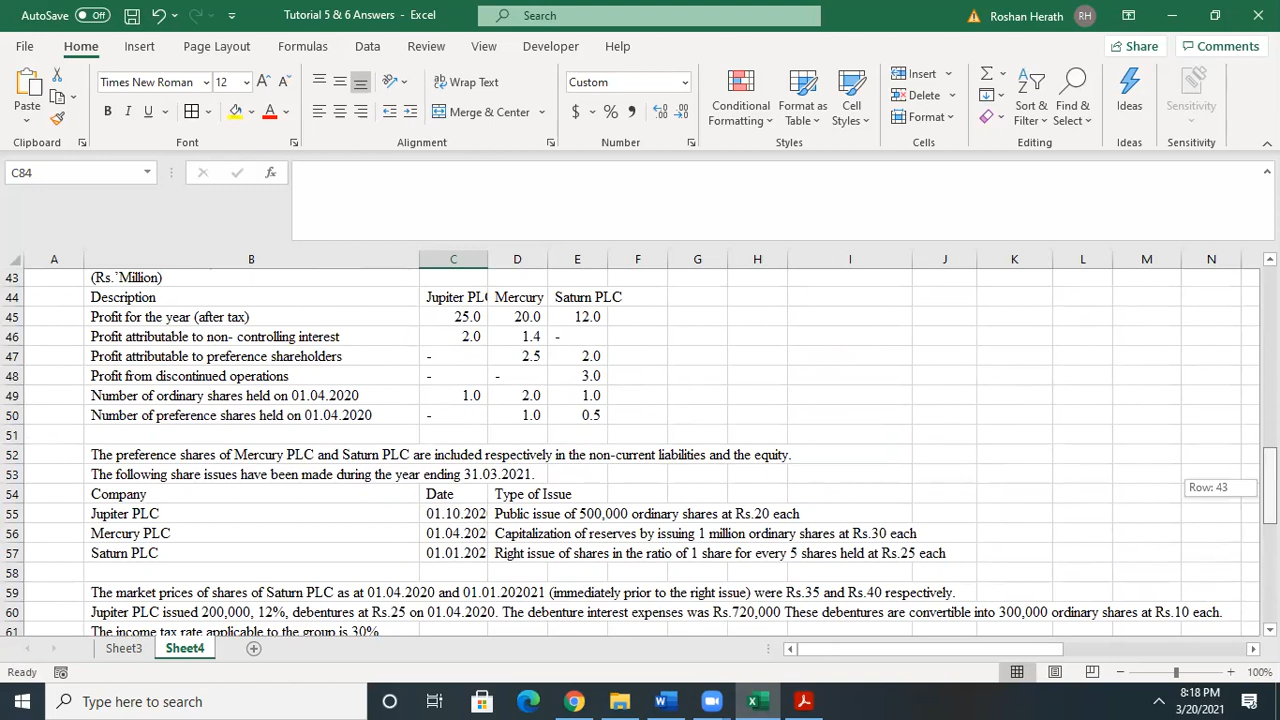 AutoSave Off Tutorial 5 & 6 Answers - Excel Search Roshan Herath RH
File Home Insert Page Layout Formulas Data Review View Developer Help Share Comments
Paste Times New Roman 12 A A Wrap Text Custom Conditional Formatting Format as Table Cell Styles Insert Delete Format Sort & Filter Find & Select Ideas Sensitivity
B I U A Merge & Center $ % ,
Clipboard Font Alignment Number Styles Cells Editing Ideas Sensitivity
C84 fx
A B C D E F G H I J K L M N
43 (Rs.'Million)
44 Description Jupiter PLC Mercury Saturn PLC
45 Profit for the year (after tax) 25.0 20.0 12.0
46 Profit attributable to non- controlling interest 2.0 1.4 -
47 Profit attributable to preference shareholders - 2.5 2.0
48 Profit from discontinued operations - - 3.0
49 Number of ordinary shares held on 01.04.2020 1.0 2.0 1.0
50 Number of preference shares held on 01.04.2020 - 1.0 0.5
51
52 The preference shares of Mercury PLC and Saturn PLC are included respectively in the non-current liabilities and the equity.
53 The following share issues have been made during the year ending 31.03.2021.
54 Company Date Type of Issue
Row: 43
55 Jupiter PLC 01.10.202 Public issue of 500,000 ordinary shares at Rs.20 each
56 Mercury PLC 01.04.202 Capitalization of reserves by issuing 1 million ordinary shares at Rs.30 each
57 Saturn PLC 01.01.202 Right issue of shares in the ratio of 1 share for every 5 shares held at Rs.25 each
58
59 The market prices of shares of Saturn PLC as at 01.04.2020 and 01.01.202021 (immediately prior to the right issue) were Rs.35 and Rs.40 respectively.
60 Jupiter PLC issued 200,000, 12%, debentures at Rs.25 on 01.04.2020. The debenture interest expenses was Rs.720,000 These debentures are convertible into 300,000 ordinary shares at Rs.10 each.
61 The income tax rate applicable to the group is 30%
Sheet3 Sheet4
Ready 100%
Type here to search 8:18 PM
3/20/2021